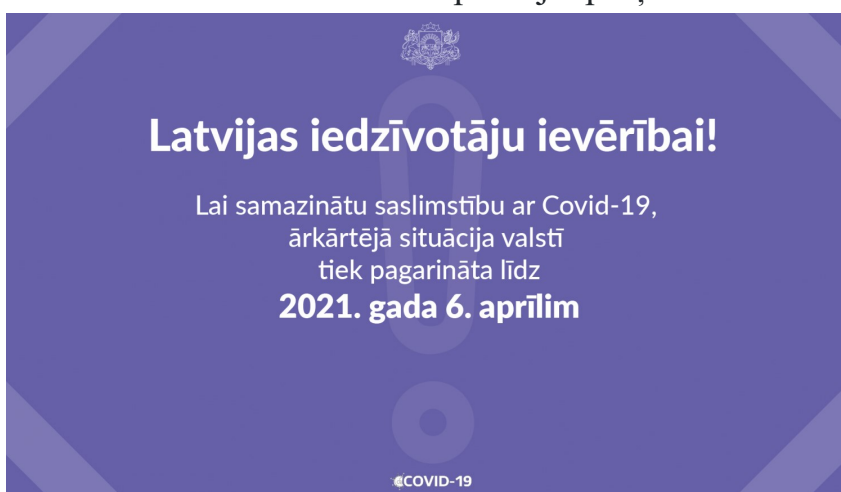 Latvijas iedzīvotāju ievērībai!
Lai samazinātu saslimstību ar Covid-19,
ārkārtējā situācija valstī
tiek pagarināta līdz
2021. gada 6. aprīlim
COVID-19